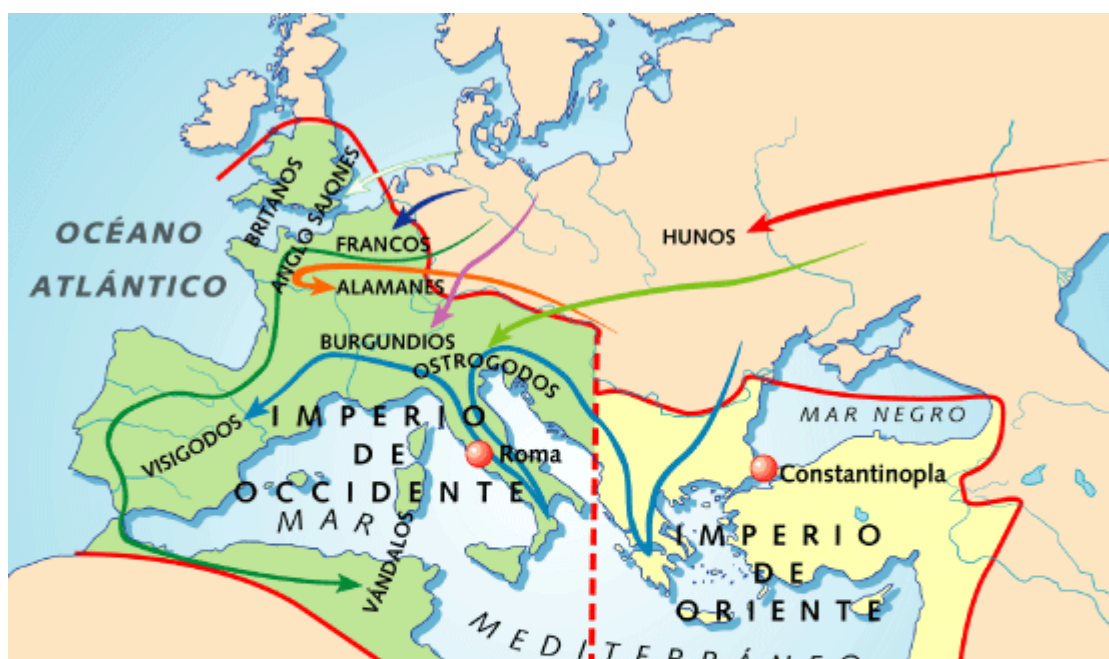 OCÉANO
ATLÁNTICO
BRITANOS
ANGLO SAJONES
FRANCOS
ALAMANES
BURGUNDIOS
OSTROGODOS
HUNOS
VISIGODOS
IMPERIO
DE
OCCIDENTE
Roma
MAR NEGRO
Constantinopla
IMPERIO
DE
ORIENTE
VÁNDALOS
MAR
MEDITERRÁNEO